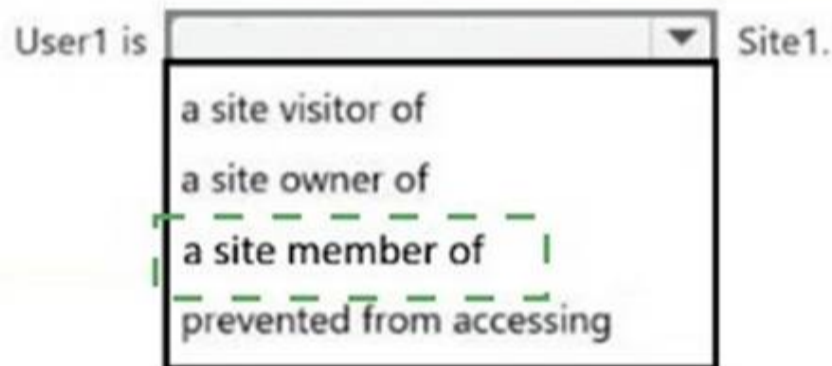 User1 is Site1.
a site visitor of
a site owner of
a site member of
prevented from accessing